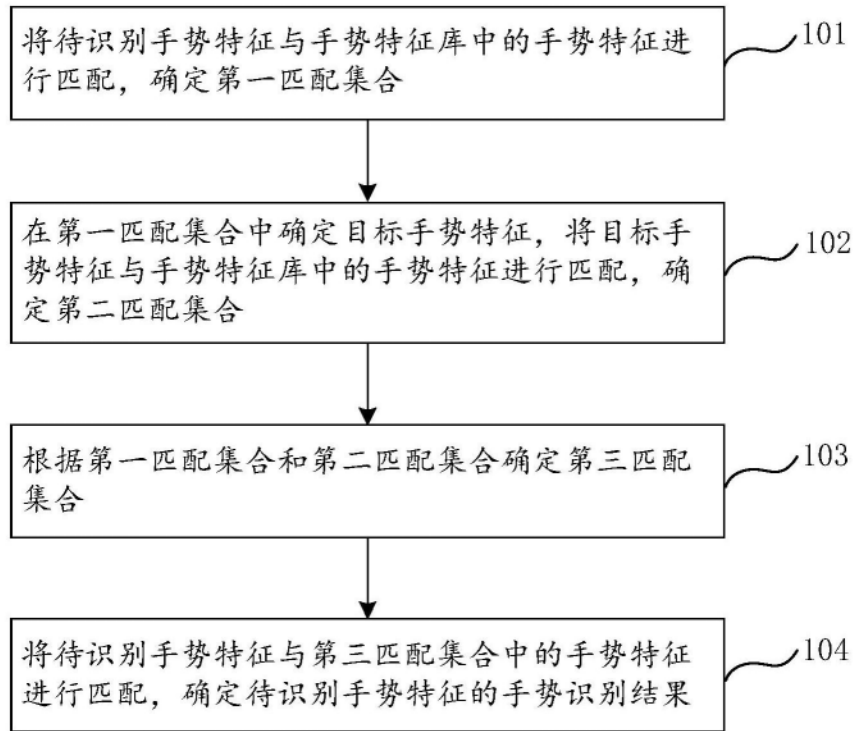 将待识别手势特征与手势特征库中的手势特征进
行匹配，确定第一匹配集合
101
在第一匹配集合中确定目标手势特征，将目标手
势特征与手势特征库中的手势特征进行匹配，确
定第二匹配集合
102
根据第一匹配集合和第二匹配集合确定第三匹配
集合
103
将待识别手势特征与第三匹配集合中的手势特征
进行匹配，确定待识别手势特征的手势识别结果
104